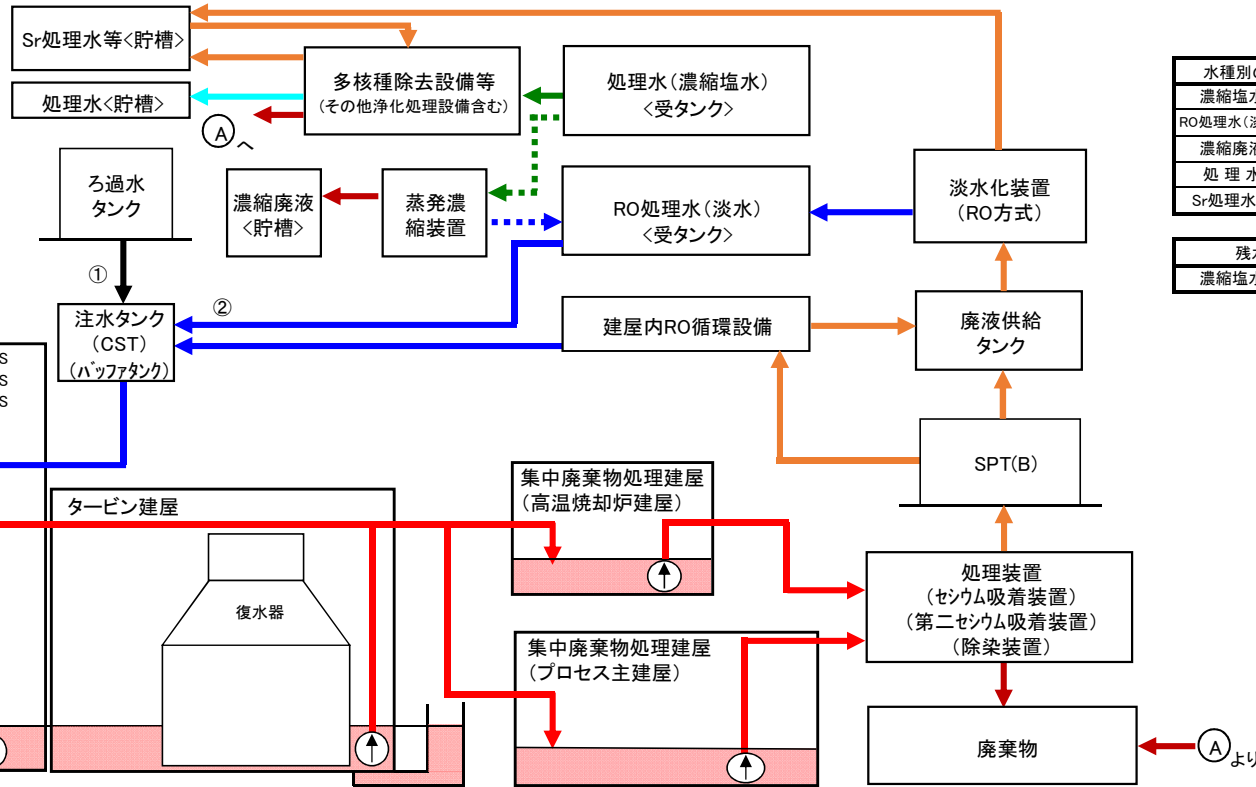 Sr処理水等<貯槽>
処理水<貯槽>
多核種除去設備等
(その他浄化処理設備含む)
Aへ
処理水(濃縮塩水)
<受タンク>
ろ過水
タンク
濃縮廃液
<貯槽>
蒸発濃
縮装置
RO処理水(淡水)
<受タンク>
淡水化装置
(RO方式)
①
②
注水タンク
(CST)
(バッファタンク)
建屋内RO循環設備
廃液供給
タンク
SPT(B)
S
S
S
タービン建屋
復水器
集中廃棄物処理建屋
(高温焼却炉建屋)
集中廃棄物処理建屋
(プロセス主建屋)
処理装置
(セシウム吸着装置)
(第二セシウム吸着装置)
(除染装置)
廃棄物
Aより
水種別の
濃縮塩水
RO処理水(淡
濃縮廃液
処 理 水
Sr処理水
残水
濃縮塩水